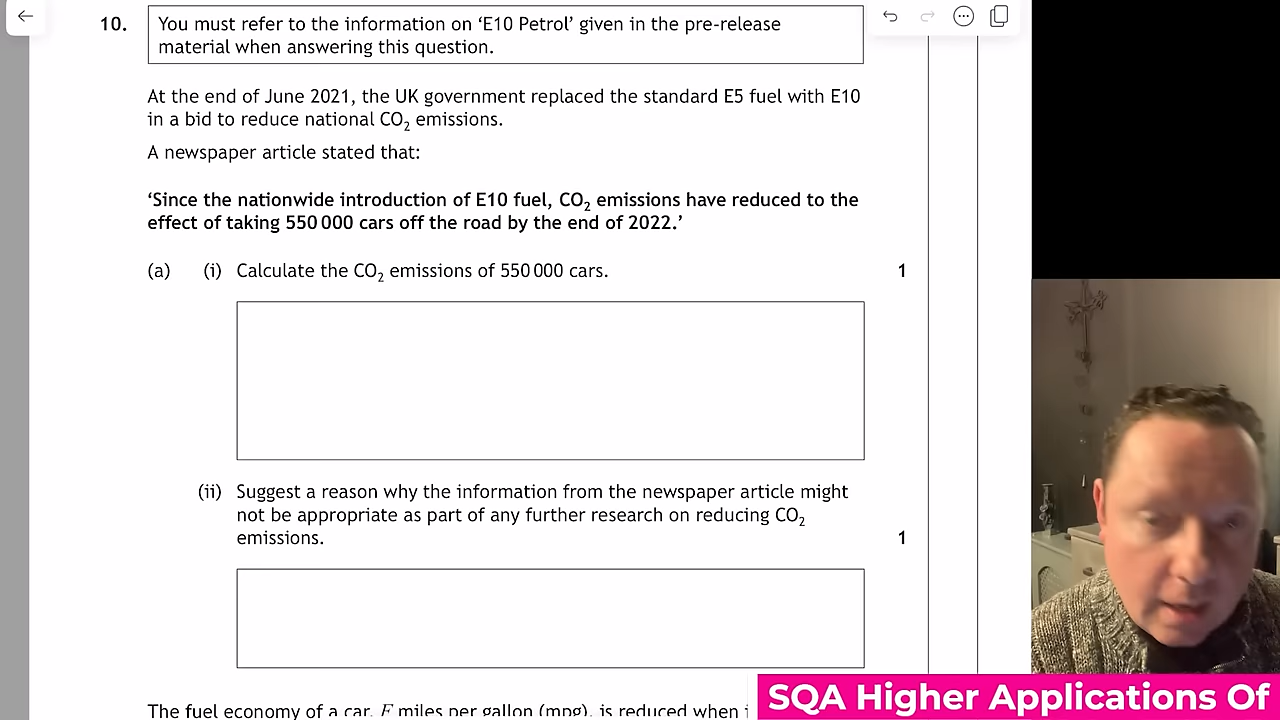 10. You must refer to the information on ‘E10 Petrol’ given in the pre-release
material when answering this question.
At the end of June 2021, the UK government replaced the standard E5 fuel with E10
in a bid to reduce national CO₂ emissions.
A newspaper article stated that:
‘Since the nationwide introduction of E10 fuel, CO₂ emissions have reduced to the
effect of taking 550 000 cars off the road by the end of 2022.’
(a) (i) Calculate the CO₂ emissions of 550 000 cars. 1
(ii) Suggest a reason why the information from the newspaper article might
not be appropriate as part of any further research on reducing CO₂
emissions. 1
The fuel economy of a car, F miles per gallon (mpg), is reduced when
SQA Higher Applications Of